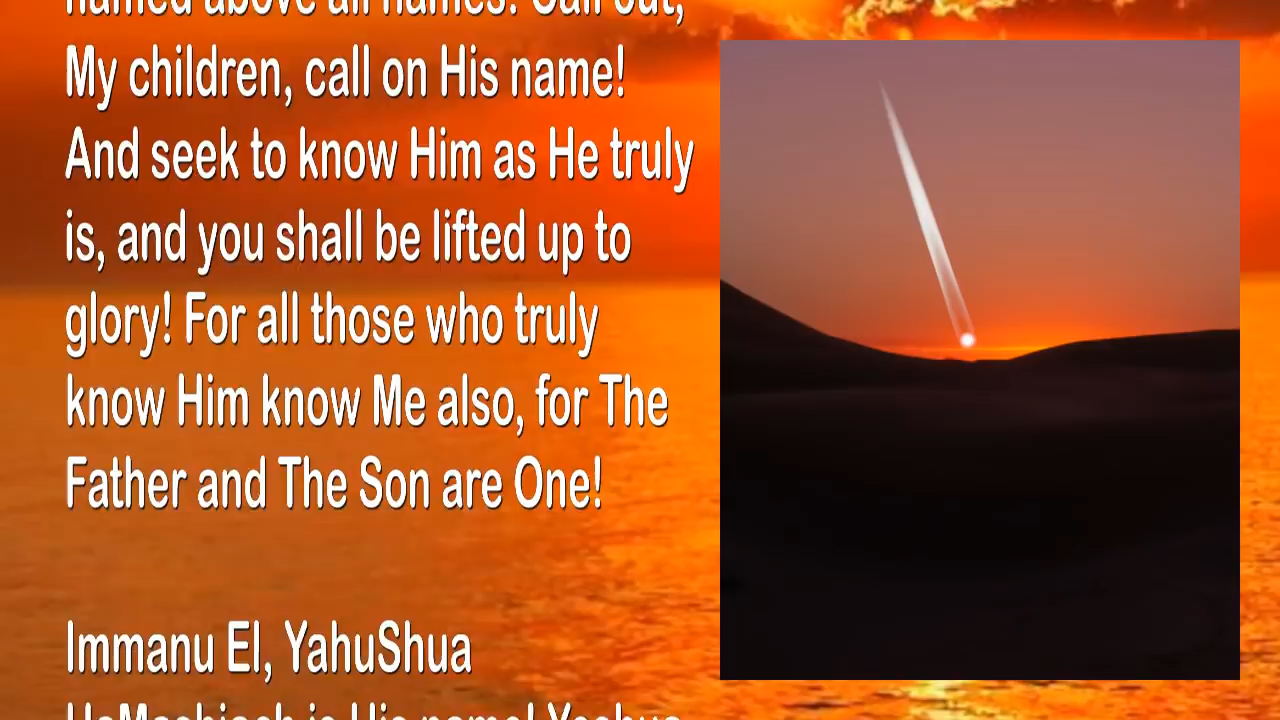 named above all names! Call out,
My children, call on His name!
And seek to know Him as He truly
is, and you shall be lifted up to
glory! For all those who truly
know Him know Me also, for The
Father and The Son are One!
Immanu El, YahuShua
HaMashiach is His name! Yeshua